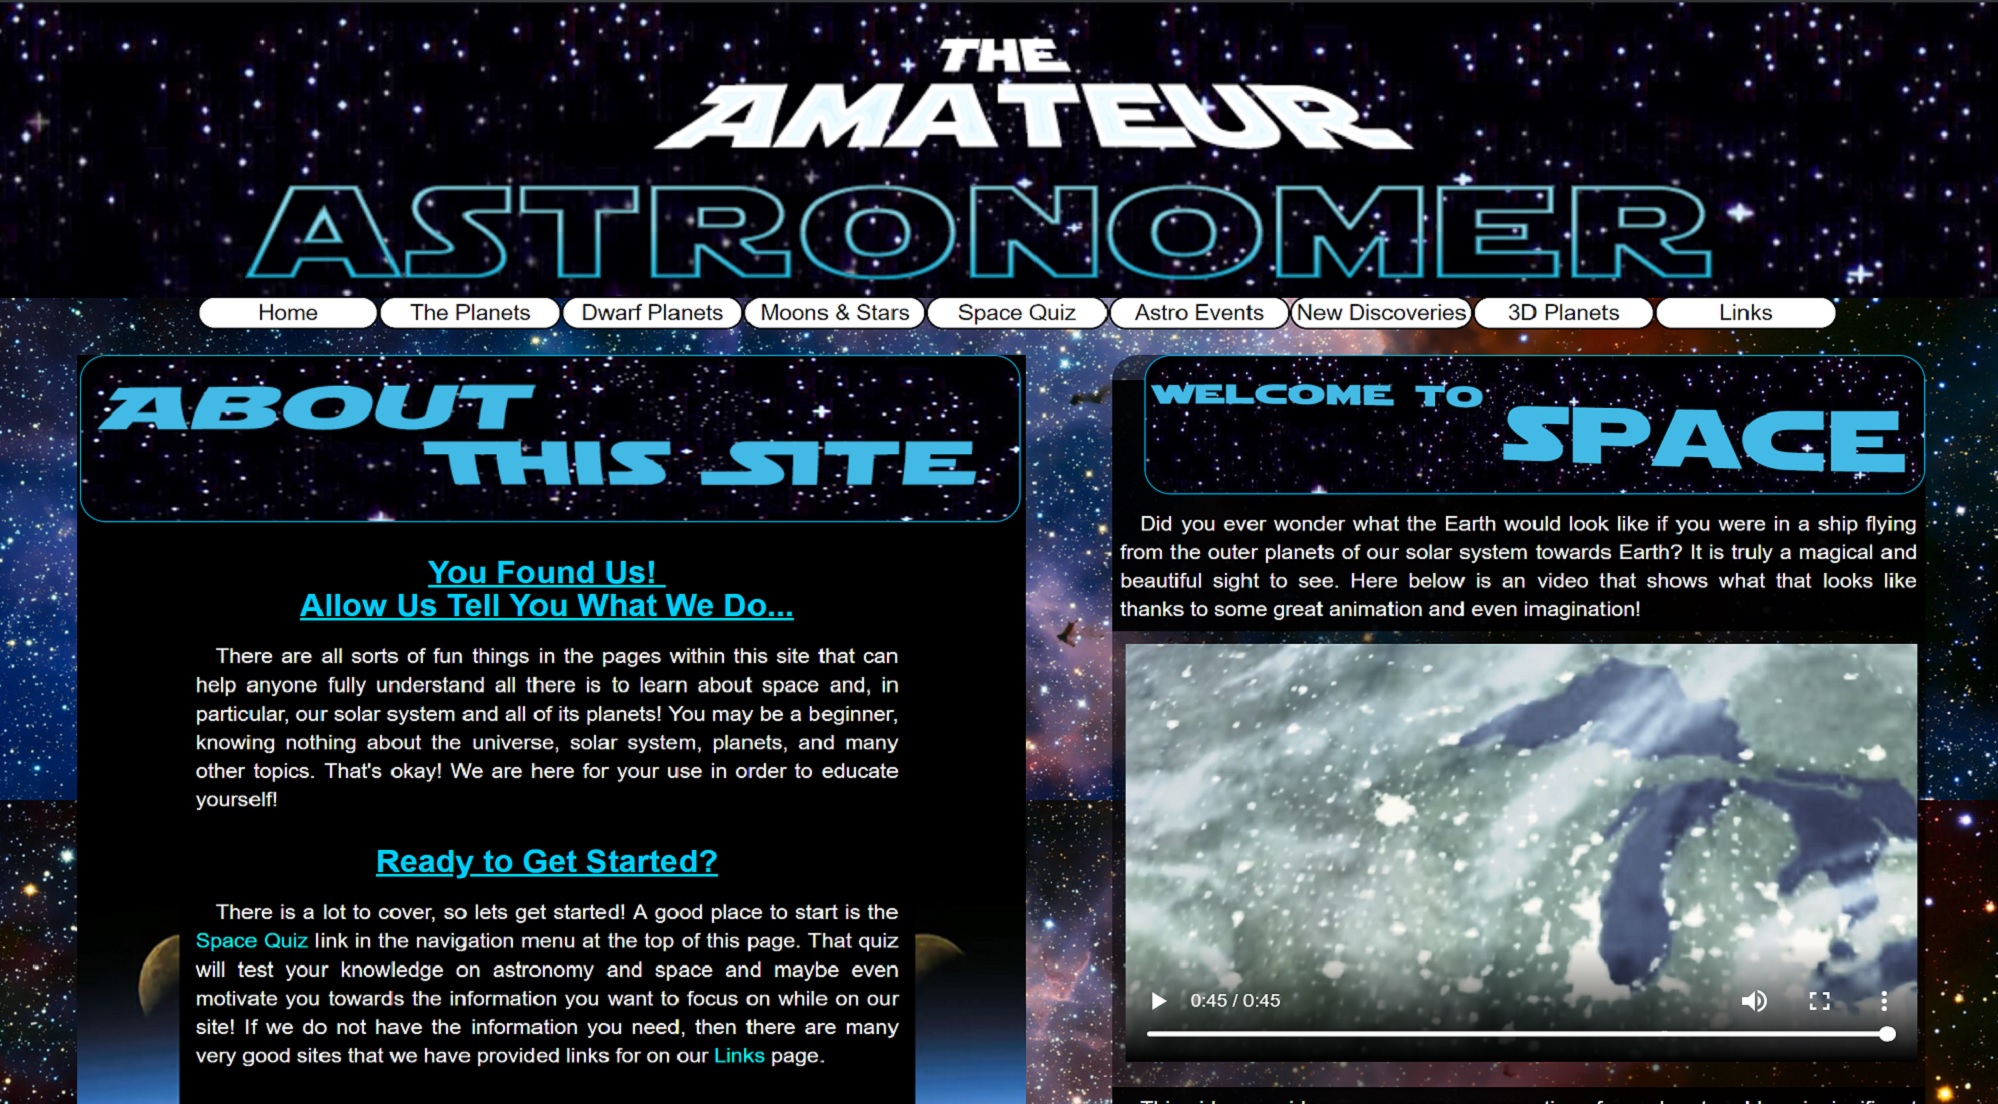 THE
AMATEUR
ASTRONOMER
Home The Planets Dwarf Planets Moons & Stars Space Quiz Astro Events New Discoveries 3D Planets Links
ABOUT
THIS SITE
You Found Us!
Allow Us Tell You What We Do...
There are all sorts of fun things in the pages within this site that can
help anyone fully understand all there is to learn about space and, in
particular, our solar system and all of its planets! You may be a beginner,
knowing nothing about the universe, solar system, planets, and many
other topics. That's okay! We are here for your use in order to educate
yourself!
Ready to Get Started?
There is a lot to cover, so lets get started! A good place to start is the
Space Quiz link in the navigation menu at the top of this page. That quiz
will test your knowledge on astronomy and space and maybe even
motivate you towards the information you want to focus on while on our
site! If we do not have the information you need, then there are many
very good sites that we have provided links for on our Links page.
WELCOME TO
SPACE
Did you ever wonder what the Earth would look like if you were in a ship flying
from the outer planets of our solar system towards Earth? It is truly a magical and
beautiful sight to see. Here below is an video that shows what that looks like
thanks to some great animation and even imagination!
0:45 / 0:45